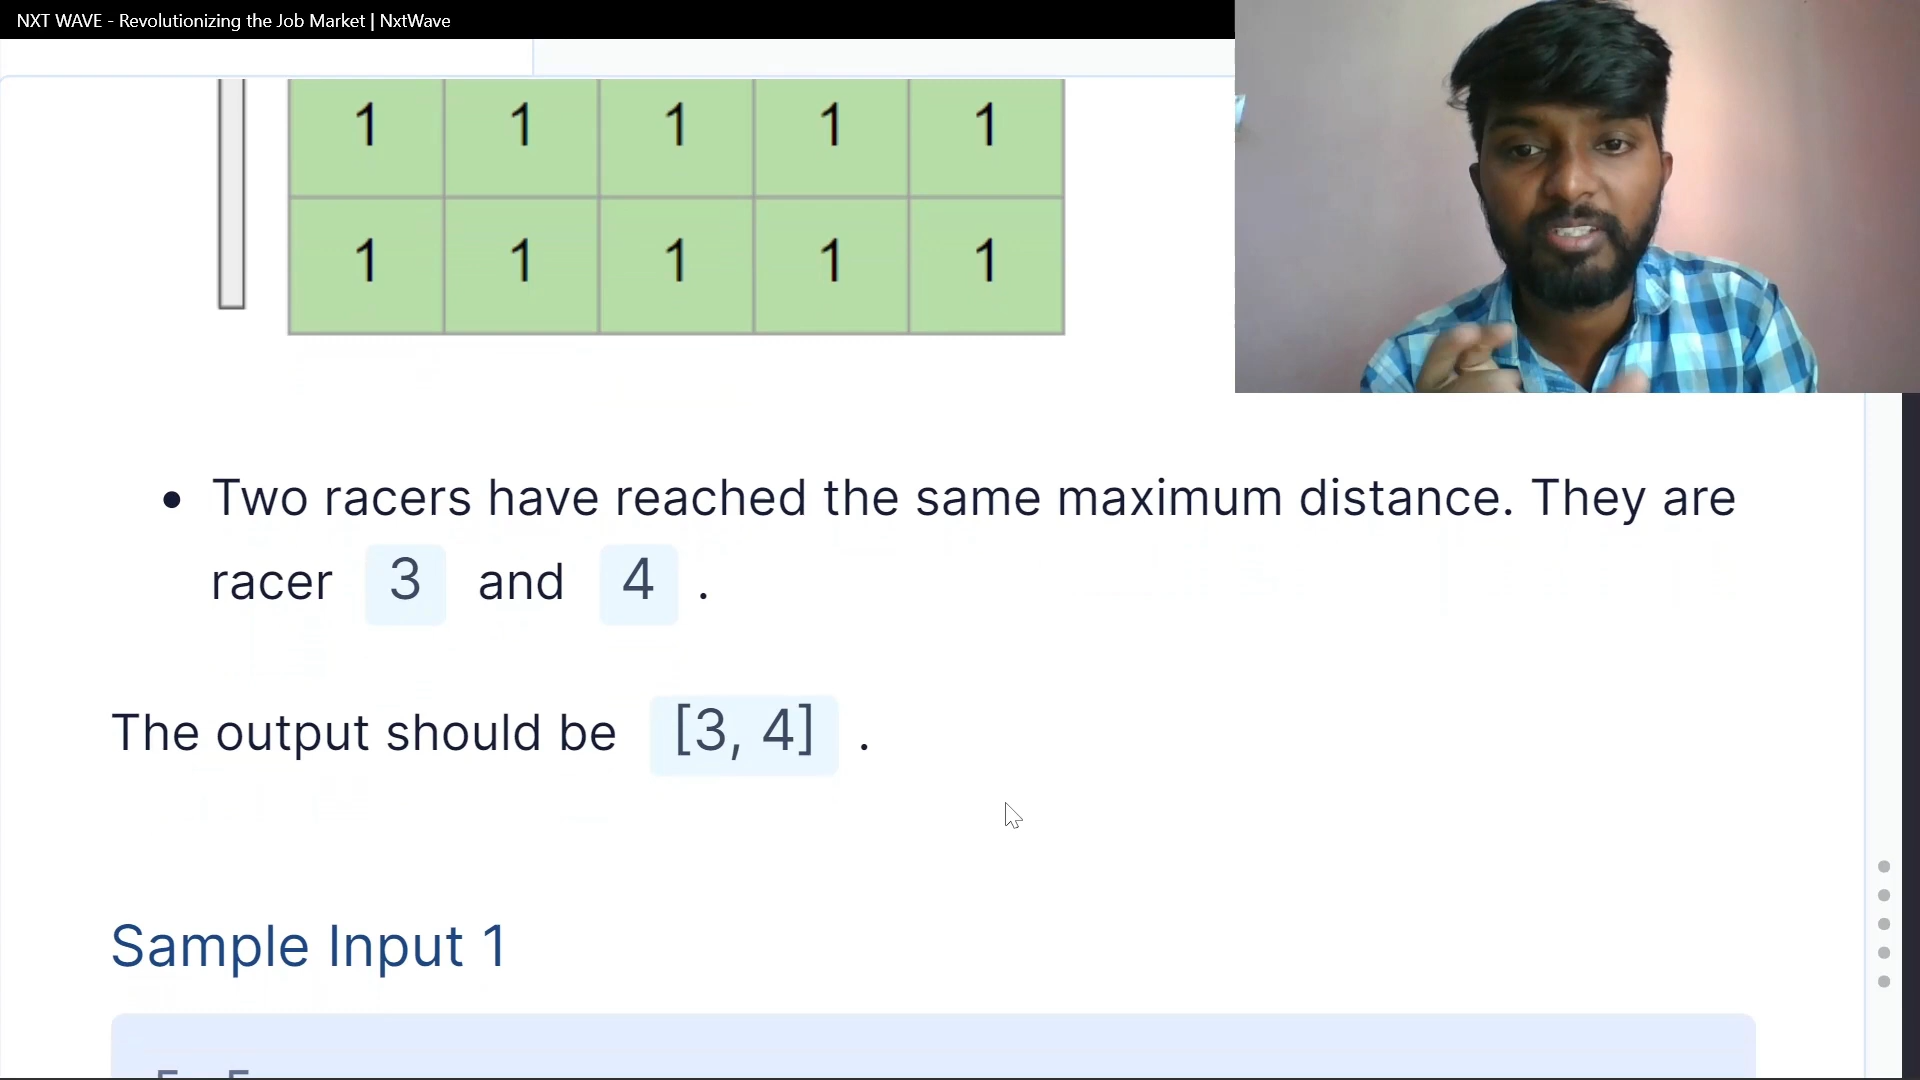 NXT WAVE - Revolutionizing the Job Market | NxtWave
1 1 1 1 1
1 1 1 1 1
• Two racers have reached the same maximum distance. They are
racer 3 and 4 .
The output should be [3, 4] .
Sample Input 1